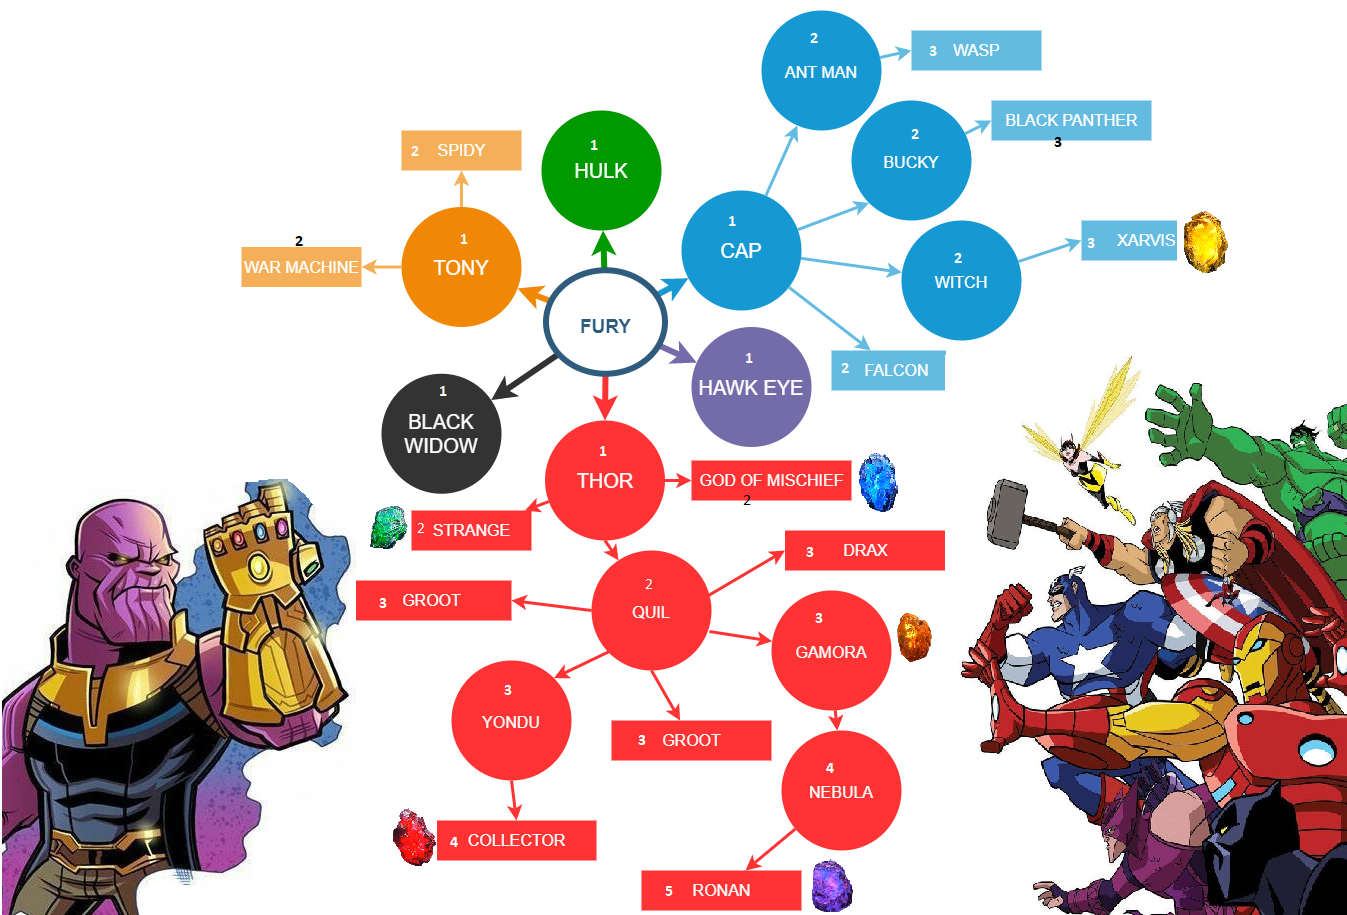 2
ANT MAN
3 WASP
2
BUCKY
BLACK PANTHER
3
2 SPIDY
1
HULK
1
CAP
2
WITCH
3 XARVIS
2
WAR MACHINE
1
TONY
FURY
2 FALCON
1
HAWK EYE
1
BLACK
WIDOW
1
THOR
GOD OF MISCHIEF
2
2 STRANGE
3 DRAX
3 GROOT
2
QUIL
3
GAMORA
3
YONDU
3 GROOT
4
NEBULA
4 COLLECTOR
5 RONAN